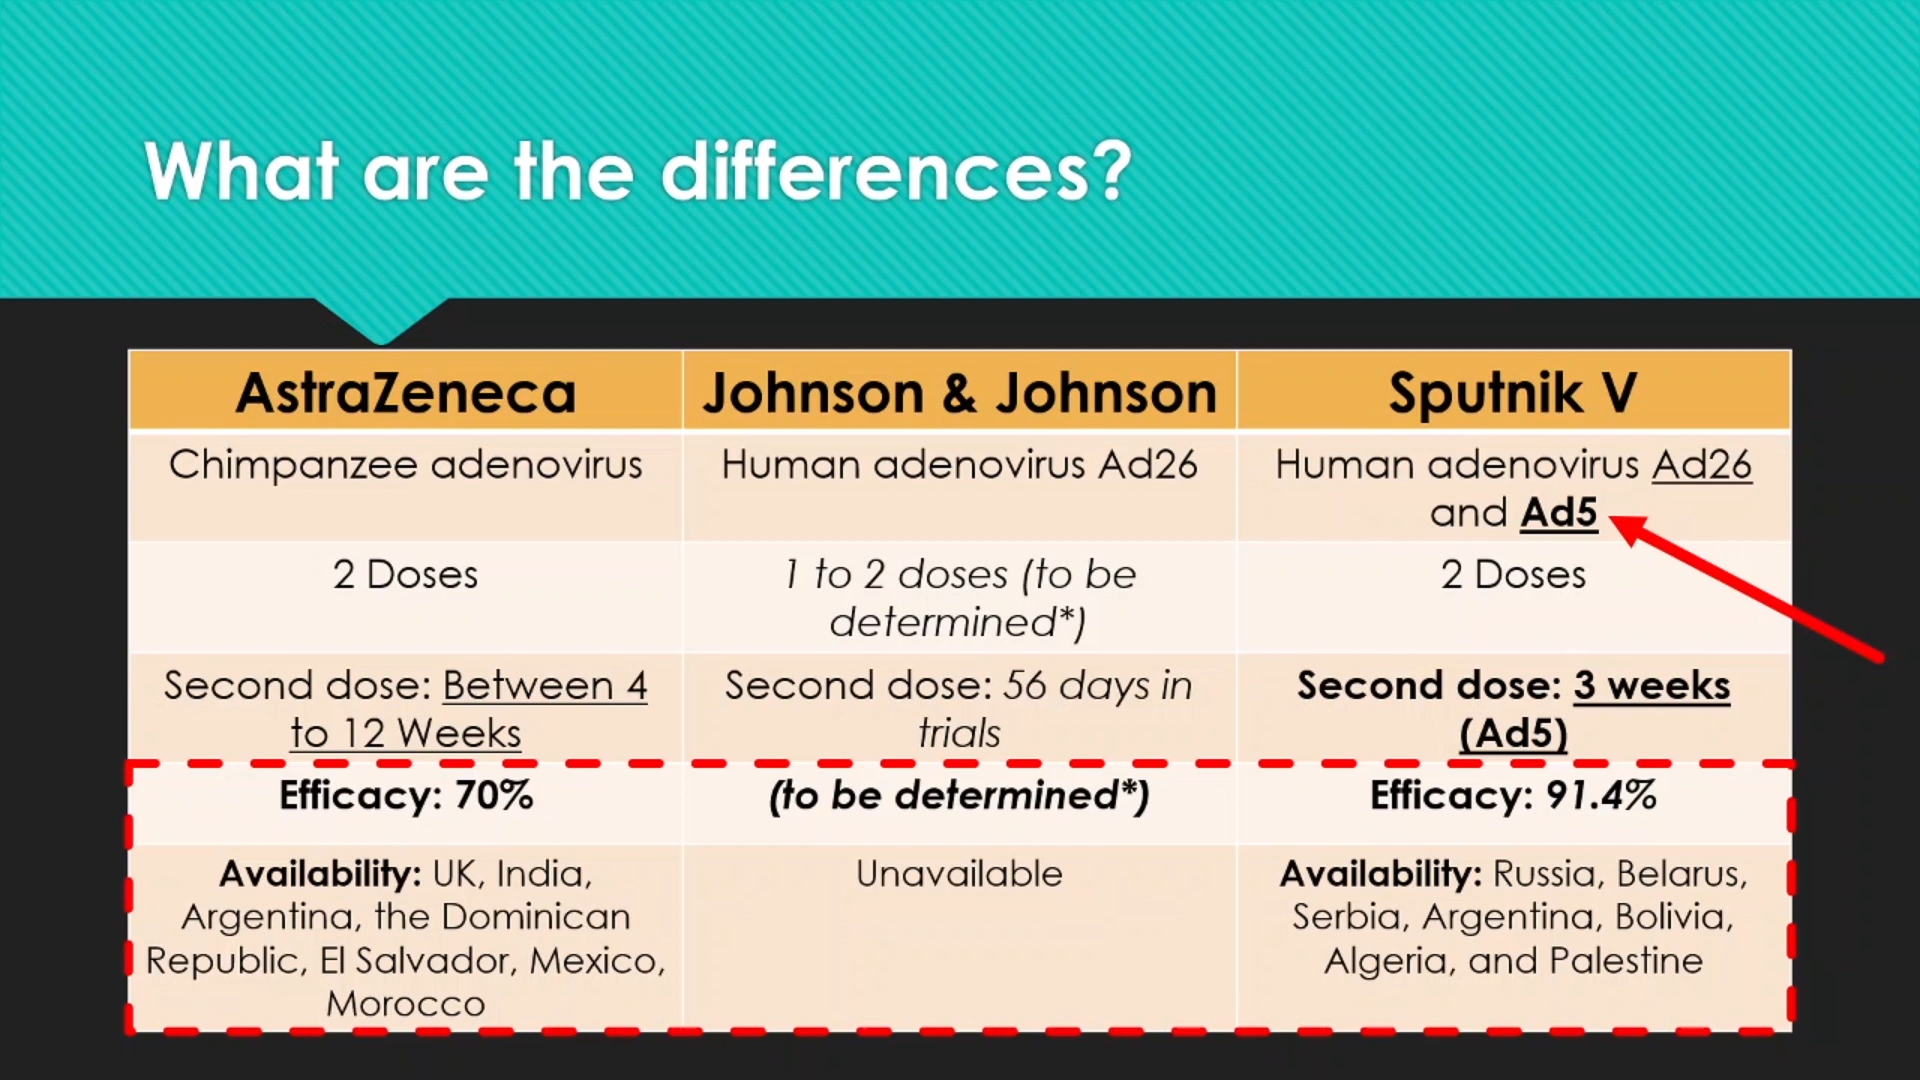 What are the differences?
AstraZeneca
Johnson & Johnson
Sputnik V
Chimpanzee adenovirus
Human adenovirus Ad26
Human adenovirus Ad26
and Ad5
2 Doses
1 to 2 doses (to be
determined*)
2 Doses
Second dose: Between 4
to 12 Weeks
Second dose: 56 days in
trials
Second dose: 3 weeks
(Ad5)
Efficacy: 70%
(to be determined*)
Efficacy: 91.4%
Availability: UK, India,
Argentina, the Dominican
Republic, El Salvador, Mexico,
Morocco
Unavailable
Availability: Russia, Belarus,
Serbia, Argentina, Bolivia,
Algeria, and Palestine